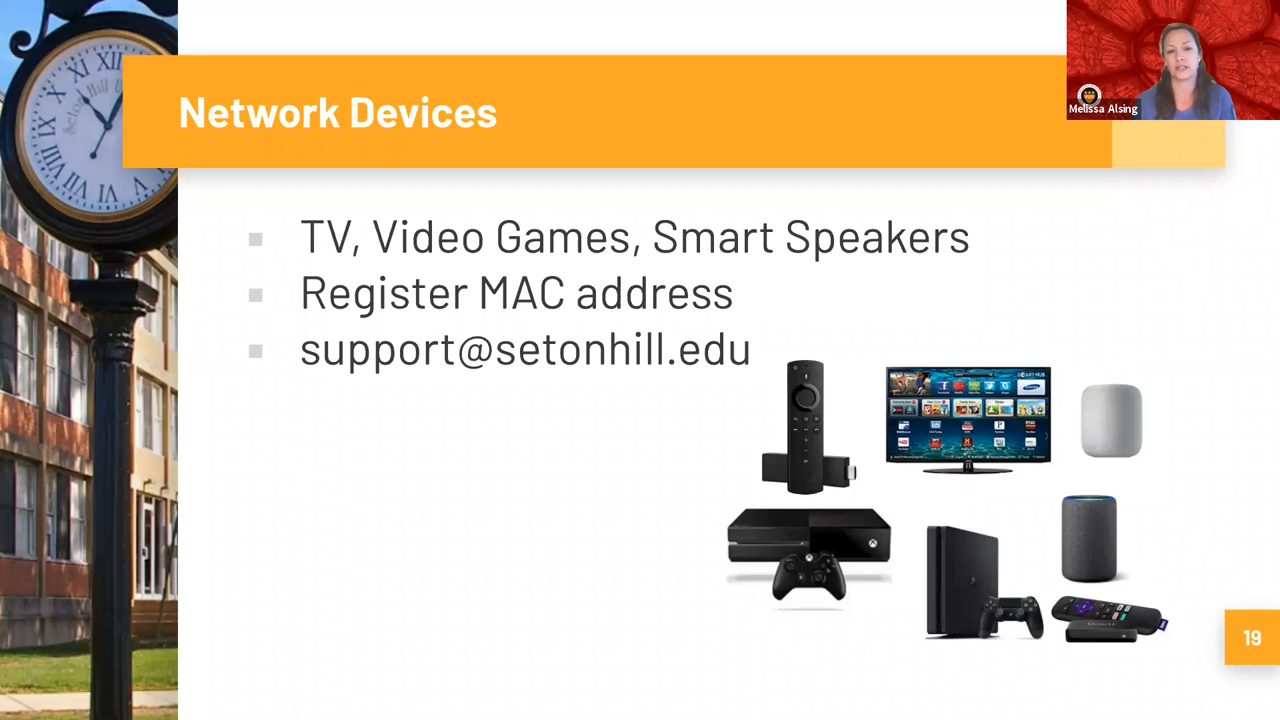 Network Devices
Melissa Alsing
TV, Video Games, Smart Speakers
Register MAC address
support@setonhill.edu
19